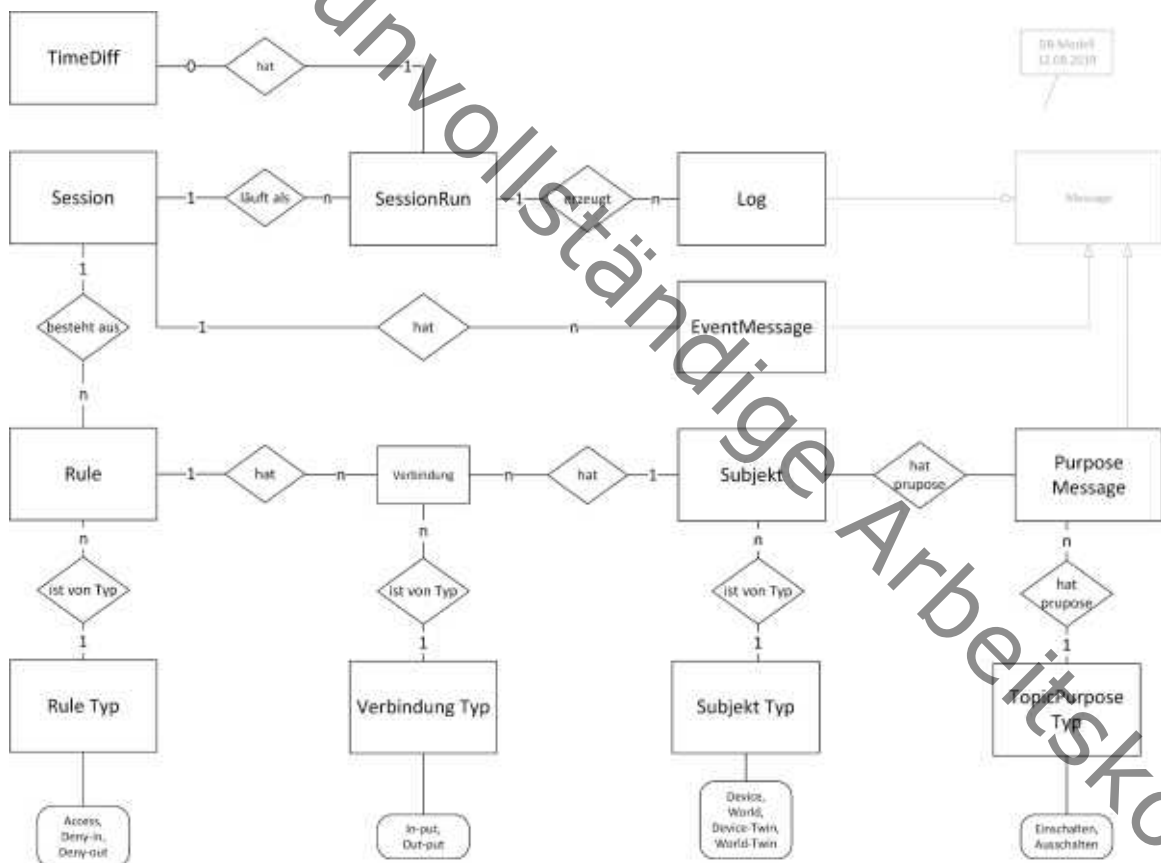 unvollständige Arbeitsko
TimeDiff
0
hat
1
DB-Modell
12.08.2019
Session
1
läuft als
n
SessionRun
1
erzeugt
n
Log
Message
1
besteht aus
n
1
hat
n
EventMessage
Rule
1
hat
n
Verbindung
n
hat
1
Subjekt
hat
prupose
Purpose
Message
n
ist von Typ
1
n
ist von Typ
1
n
ist von Typ
1
n
hat
prupose
1
Rule Typ
Verbindung Typ
Subjekt Typ
TopicPurpose
Typ
Access,
Deny-in,
Deny-out
In-put,
Out-put
Device,
World,
Device-Twin,
World-Twin
Einschalten,
Ausschalten